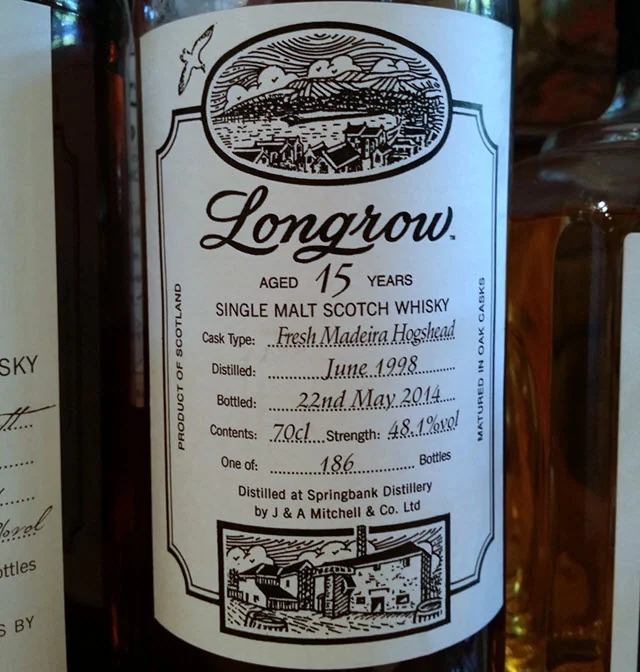 Longrow™
AGED 15 YEARS
SINGLE MALT SCOTCH WHISKY
Cask Type: Fresh Madeira Hogshead
Distilled: June 1998
Bottled: 22nd May 2014
Contents: 70cl Strength: 48.1%vol
One of: 186 Bottles
Distilled at Springbank Distillery
by J & A Mitchell & Co. Ltd
PRODUCT OF SCOTLAND
MATURED IN OAK CASKS
SKY
%vol
ottles
S BY